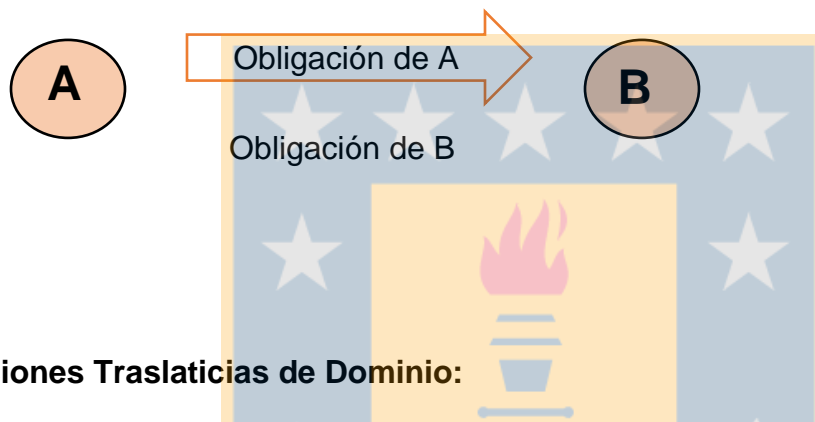 Obligación de A
A
B
Obligación de B
iones Traslaticias de Dominio: